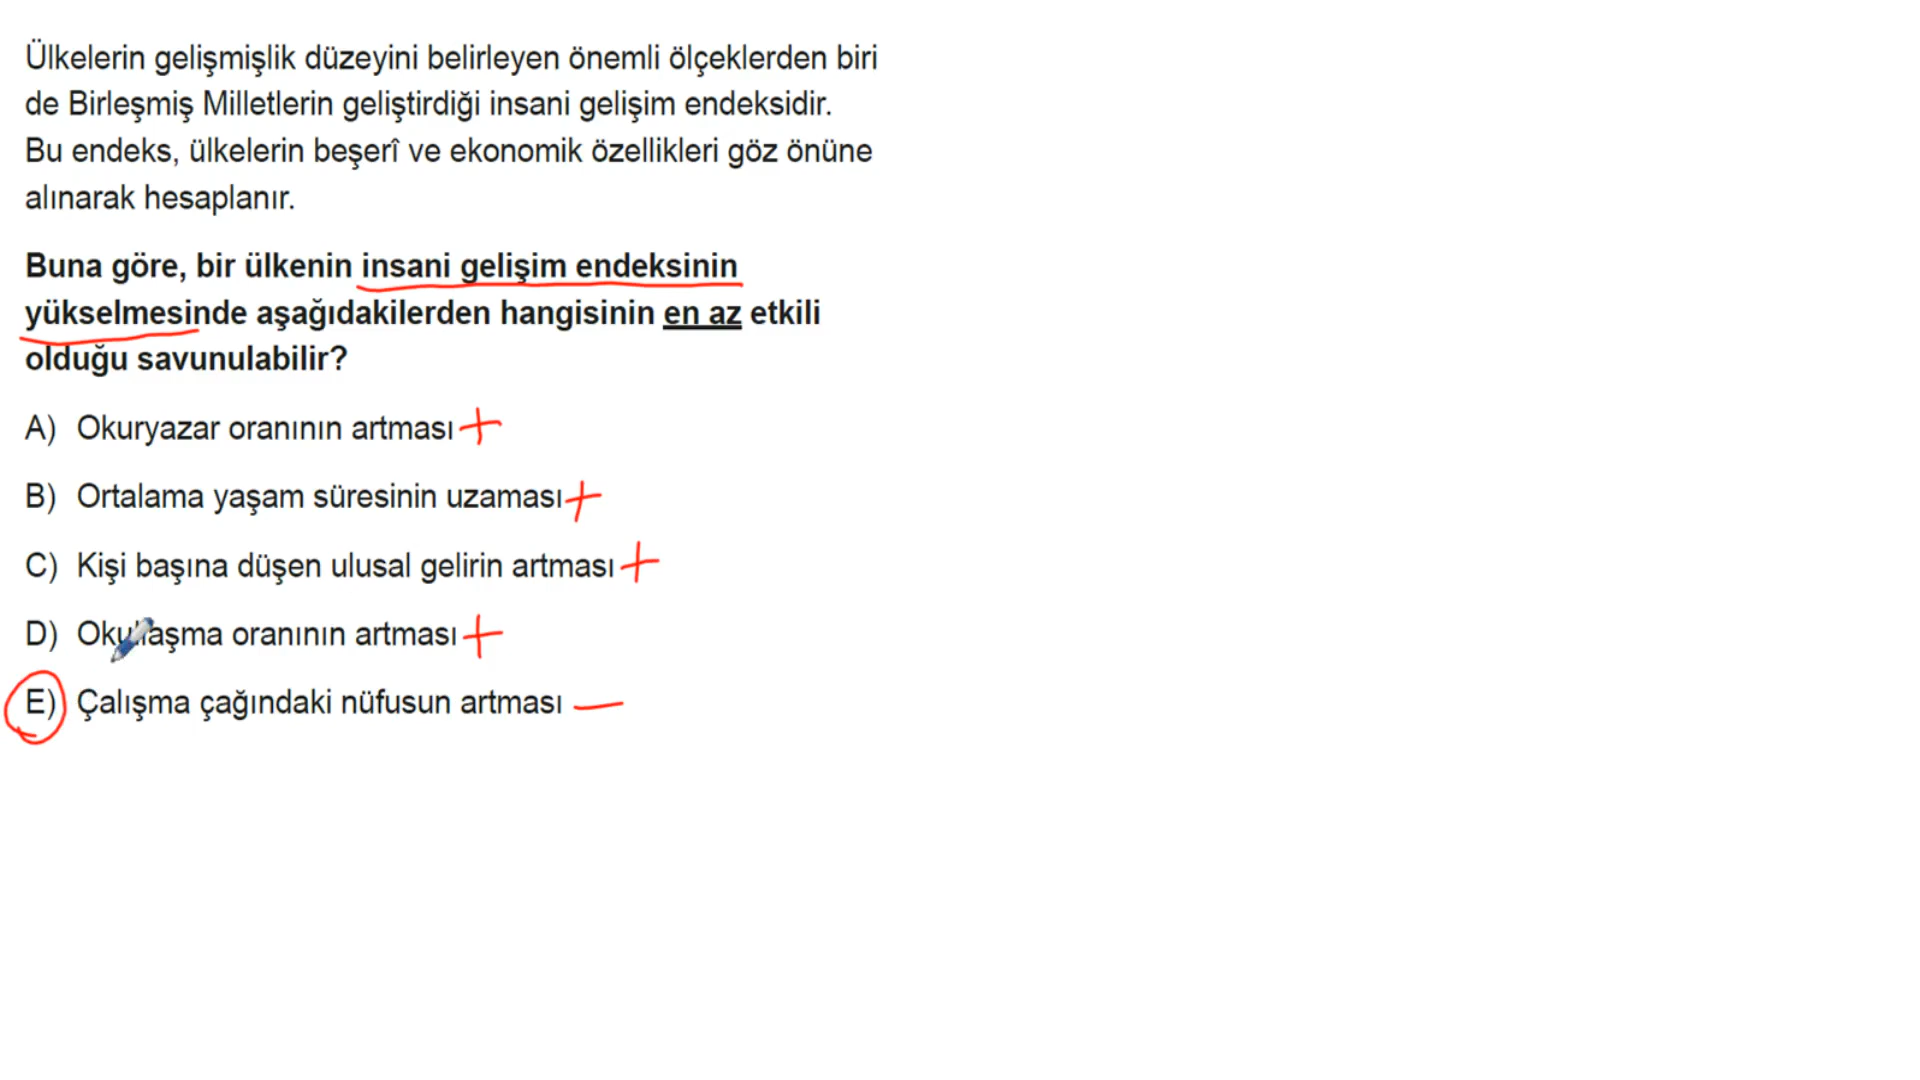 Ülkelerin gelişmişlik düzeyini belirleyen önemli ölçeklerden biri
de Birleşmiş Milletlerin geliştirdiği insani gelişim endeksidir.
Bu endeks, ülkelerin beşerî ve ekonomik özellikleri göz önüne
alınarak hesaplanır.
Buna göre, bir ülkenin insani gelişim endeksinin
yükselmesinde aşağıdakilerden hangisinin en az etkili
olduğu savunulabilir?
A) Okuryazar oranının artması +
B) Ortalama yaşam süresinin uzaması +
C) Kişi başına düşen ulusal gelirin artması +
D) Okullaşma oranının artması +
E) Çalışma çağındaki nüfusun artması –